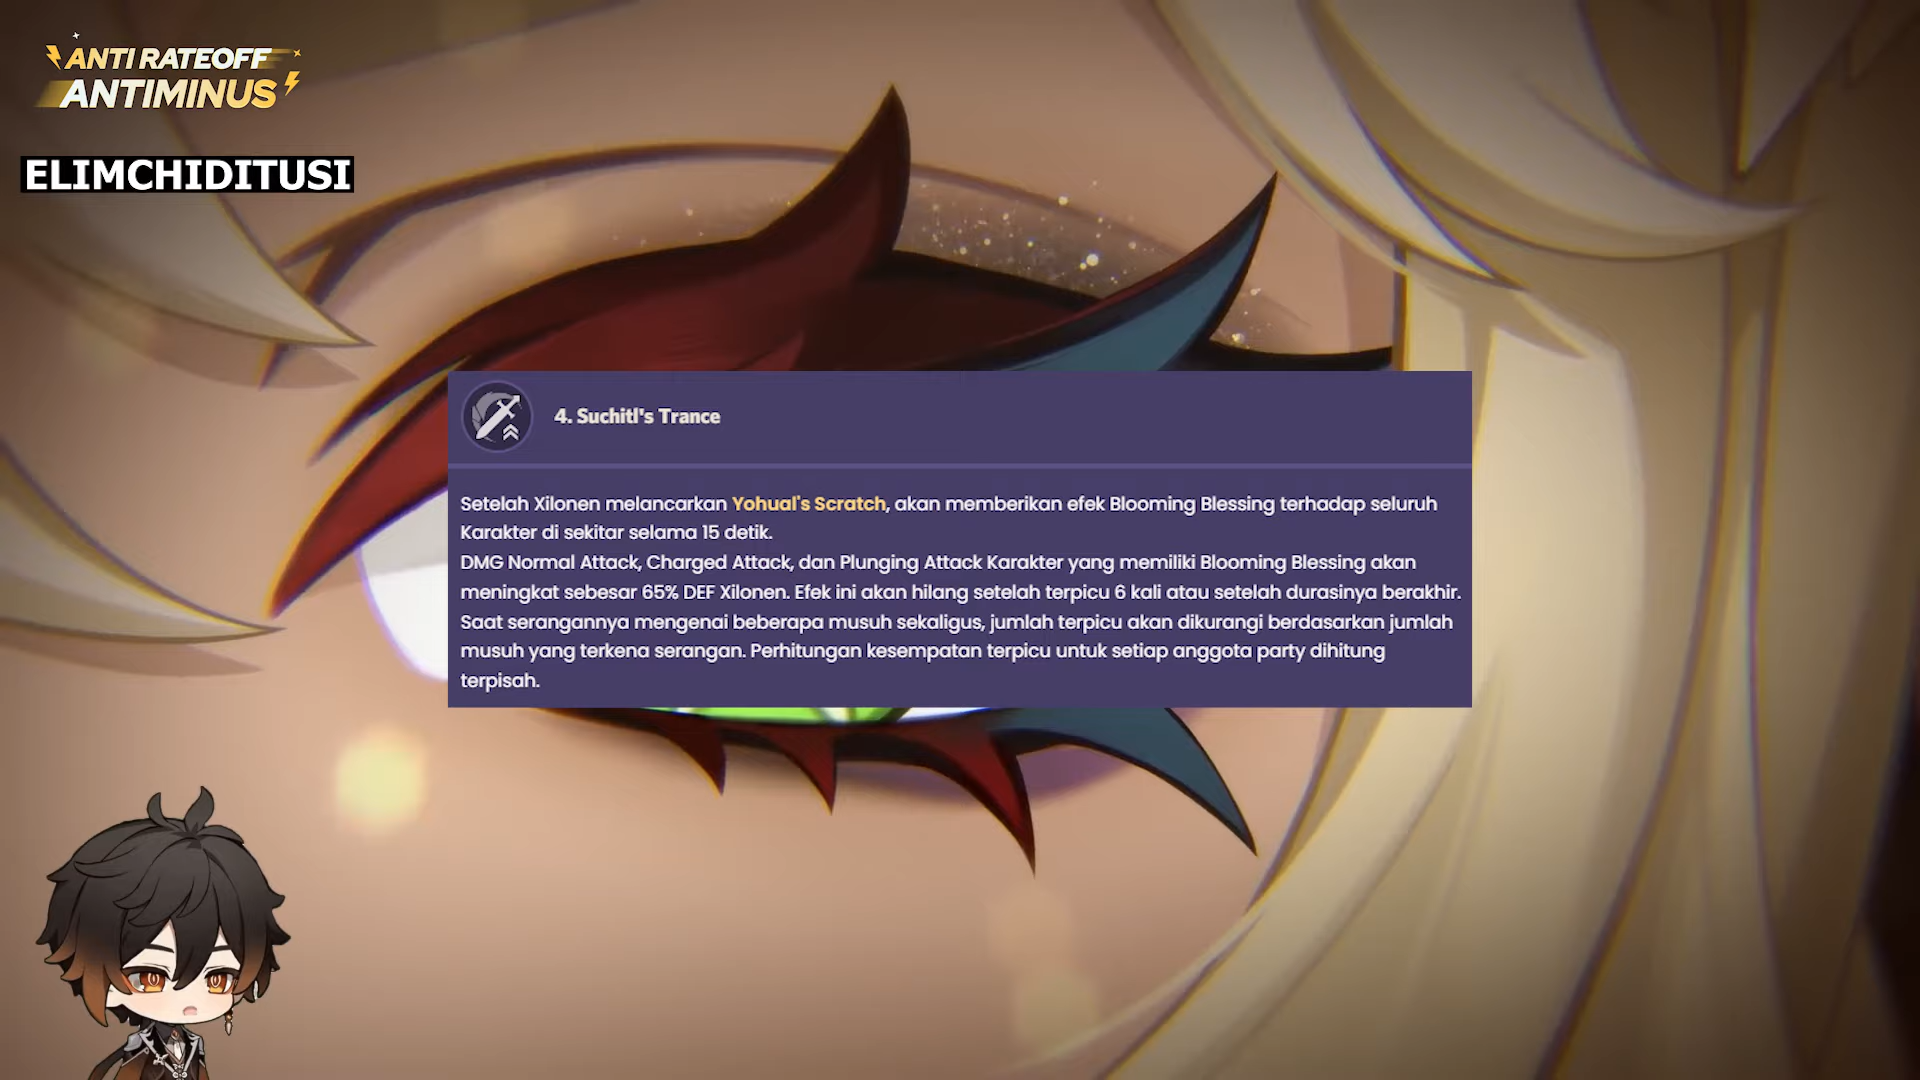 ANTI RATEOFF
ANTIMINUS
ELIMCHIDITUSI
4. Suchitl's Trance
Setelah Xilonen melancarkan Yohual's Scratch, akan memberikan efek Blooming Blessing terhadap seluruh
Karakter di sekitar selama 15 detik.
DMG Normal Attack, Charged Attack, dan Plunging Attack Karakter yang memiliki Blooming Blessing akan
meningkat sebesar 65% DEF Xilonen. Efek ini akan hilang setelah terpicu 6 kali atau setelah durasinya berakhir.
Saat serangannya mengenai beberapa musuh sekaligus, jumlah terpicu akan dikurangi berdasarkan jumlah
musuh yang terkena serangan. Perhitungan kesempatan terpicu untuk setiap anggota party dihitung
terpisah.